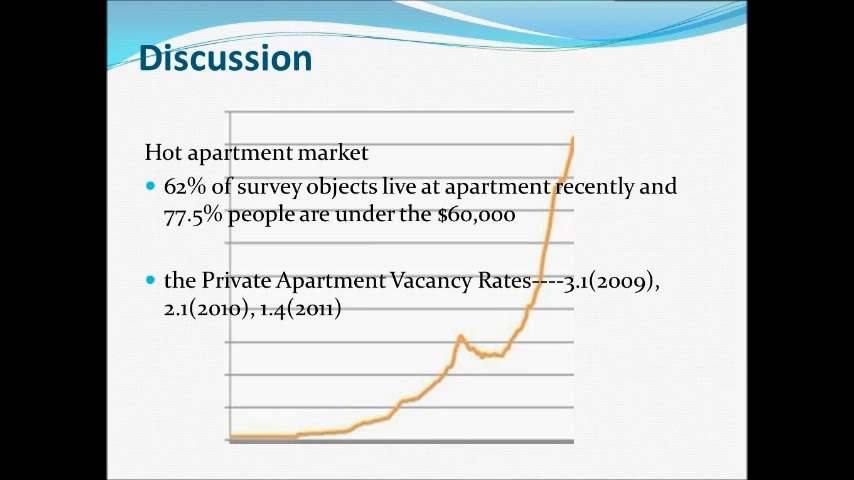 Discussion
Hot apartment market
62% of survey objects live at apartment recently and
77.5% people are under the $60,000
the Private Apartment Vacancy Rates----3.1(2009),
2.1(2010), 1.4(2011)